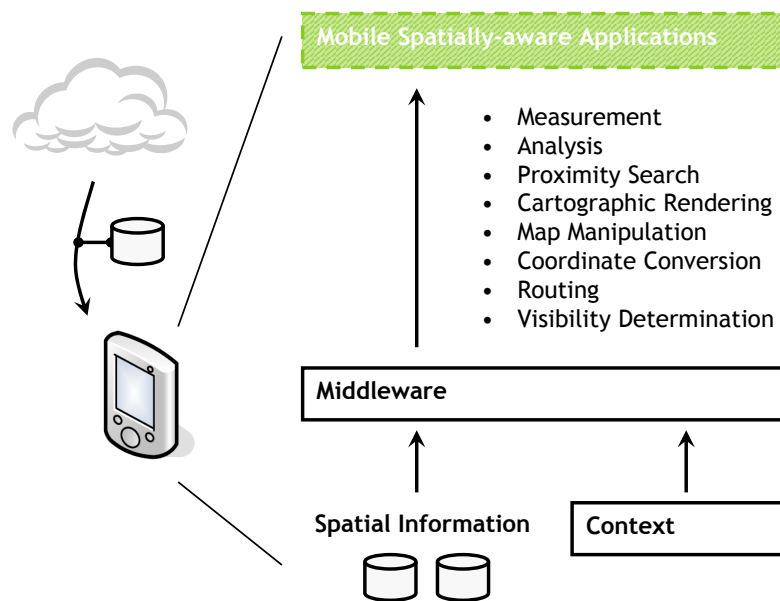 Mobile Spatially-aware Applications
• Measurement
• Analysis
• Proximity Search
• Cartographic Rendering
• Map Manipulation
• Coordinate Conversion
• Routing
• Visibility Determination
Middleware
Spatial Information
Context